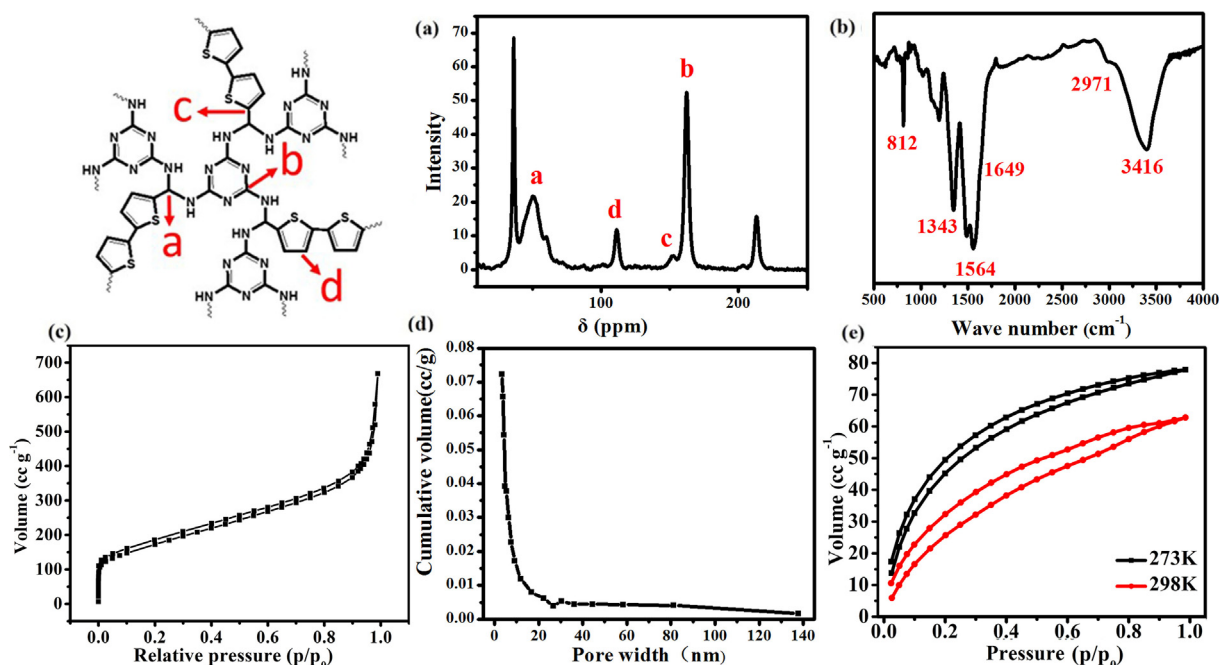 S
S
NH
N
N
N
HN
NH
NH
HN
N
N
N
HN
NH
HN
c
S
S
N
H
N
H
N
N
N
N
H
NH
b
N
H
HN
a
d
S
S
NH
N
N
N
HN
NH
HN
NH
N
N
N
HN
NH
(a)
Intensity
70
60
50
40
30
20
10
0
a
d
c
b
100
200
δ (ppm)
(b)
812
1343
1564
1649
2971
3416
500 1000 1500 2000 2500 3000 3500 4000
Wave number (cm⁻¹)
(c)
Volume (cc g⁻¹)
700
600
500
400
300
200
100
0
0.0 0.2 0.4 0.6 0.8 1.0
Relative pressure (p/p₀)
(d)
Cumulative volume(cc/g)
0.08
0.07
0.06
0.05
0.04
0.03
0.02
0.01
0.00
0 20 40 60 80 100 120 140
Pore width（nm）
(e)
Volume (cc g⁻¹)
80
70
60
50
40
30
20
10
0
273K
298K
0.0 0.2 0.4 0.6 0.8 1.0
Pressure (p/p₀)